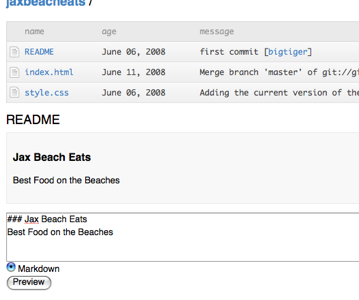 jaxbeacheats /
name age message
README June 06, 2008 first commit [bigtiger]
index.html June 11, 2008 Merge branch 'master' of git://gi
style.css June 06, 2008 Adding the current version of the
README
Jax Beach Eats
Best Food on the Beaches
### Jax Beach Eats
Best Food on the Beaches
Markdown
Preview